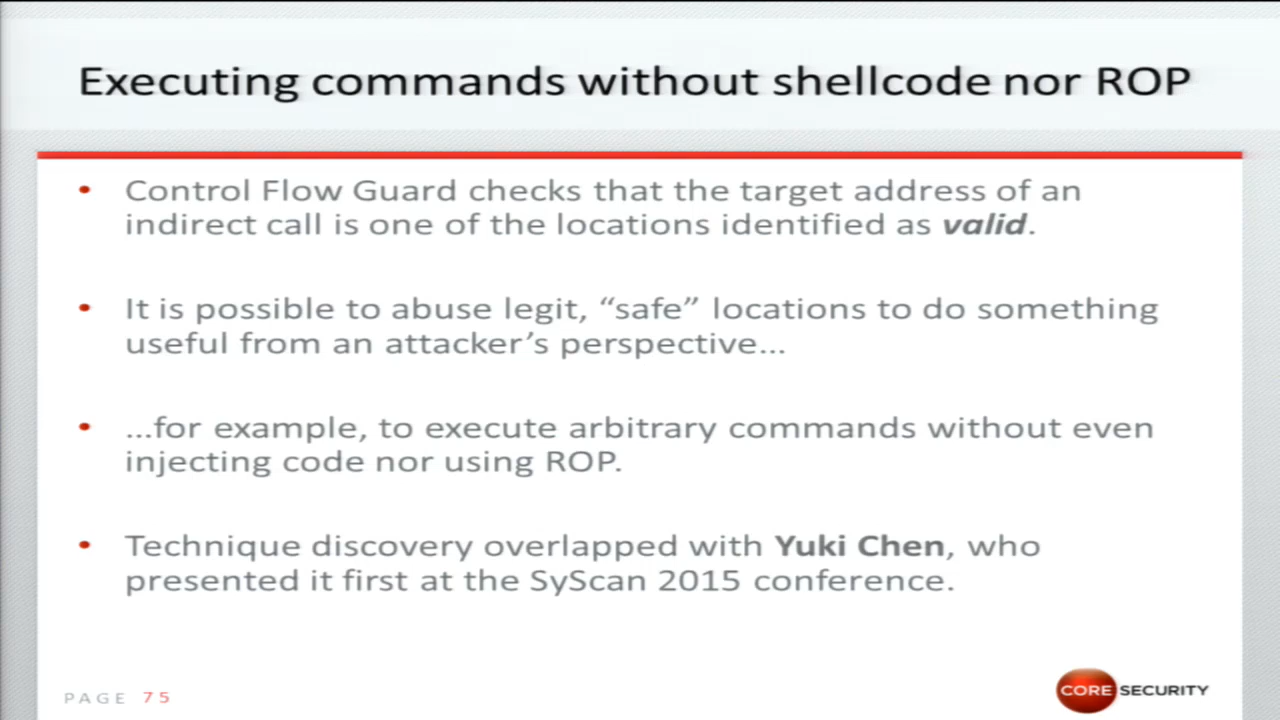 Executing commands without shellcode nor ROP
• Control Flow Guard checks that the target address of an
indirect call is one of the locations identified as valid.
• It is possible to abuse legit, “safe” locations to do something
useful from an attacker’s perspective…
• …for example, to execute arbitrary commands without even
injecting code nor using ROP.
• Technique discovery overlapped with Yuki Chen, who
presented it first at the SyScan 2015 conference.
PAGE 75
CORE SECURITY